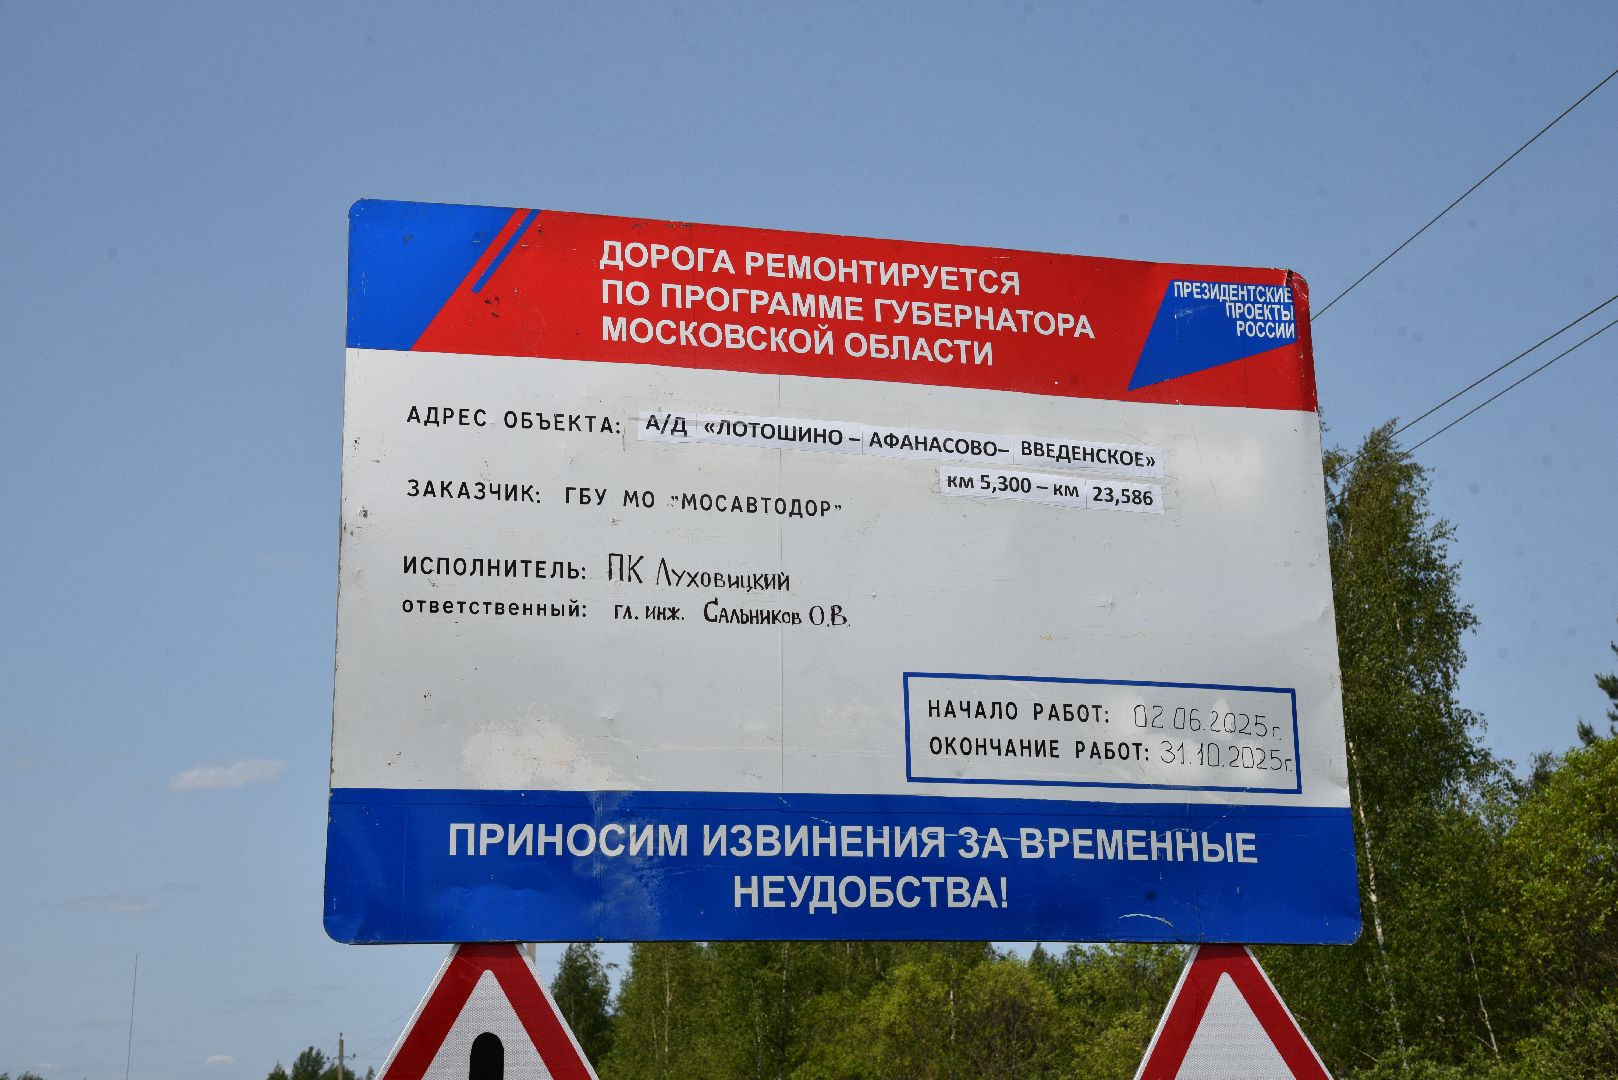 ДОРОГА РЕМОНТИРУЕТСЯ
ПО ПРОГРАММЕ ГУБЕРНАТОРА
МОСКОВСКОЙ ОБЛАСТИ
ПРЕЗИДЕНТСКИЕ
ПРОЕКТЫ
РОССИИ
АДРЕС ОБЪЕКТА: А/Д «ЛОТОШИНО – АФАНАСОВО– ВВЕДЕНСКОЕ»
км 5,300 – км 23,586
ЗАКАЗЧИК: ГБУ МО "МОСАВТОДОР"
ИСПОЛНИТЕЛЬ: ПК Луховицкий
ответственный: гл. инж. Сальников О.В.
НАЧАЛО РАБОТ: 02.06.2025г.
ОКОНЧАНИЕ РАБОТ: 31.10.2025г.
ПРИНОСИМ ИЗВИНЕНИЯ ЗА ВРЕМЕННЫЕ
НЕУДОБСТВА!